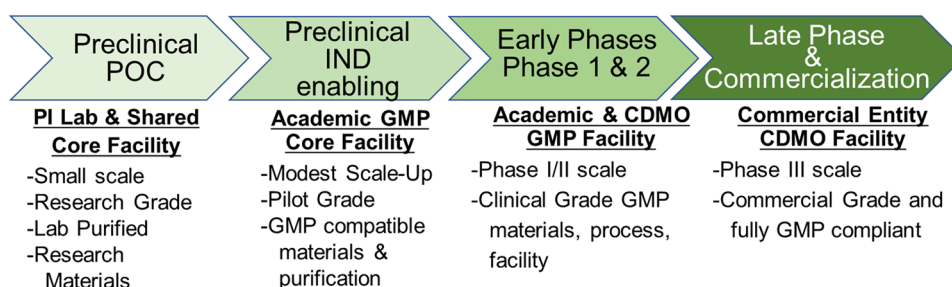 Preclinical
POC
PI Lab & Shared
Core Facility
-Small scale
-Research Grade
-Lab Purified
-Research
Materials
Preclinical
IND
enabling
Academic GMP
Core Facility
-Modest Scale-Up
-Pilot Grade
-GMP compatible
materials &
purification
Early Phases
Phase 1 & 2
Academic & CDMO
GMP Facility
-Phase I/II scale
-Clinical Grade GMP
materials, process,
facility
Late Phase
&
Commercialization
Commercial Entity
CDMO Facility
-Phase III scale
-Commercial Grade and
fully GMP compliant